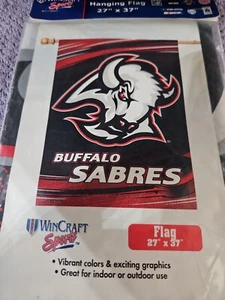 Hanging Flag
27" x 37"
BUFFALO
SABRES
WINCRAFT
Sports
Flag
27" x 37"
• Vibrant colors & exciting graphics
• Great for indoor or outdoor use